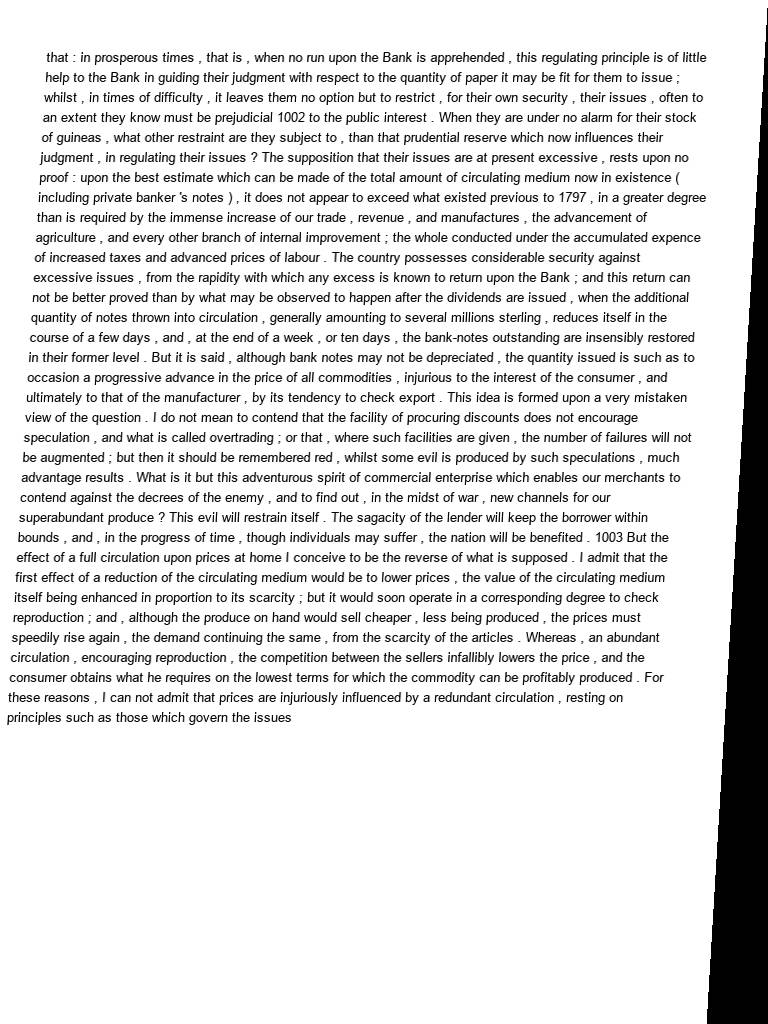 that : in prosperous times , that is , when no run upon the Bank is apprehended , this regulating principle is of little
help to the Bank in guiding their judgment with respect to the quantity of paper it may be fit for them to issue ;
whilst , in times of difficulty , it leaves them no option but to restrict , for their own security , their issues , often to
an extent they know must be prejudicial 1002 to the public interest . When they are under no alarm for their stock
of guineas , what other restraint are they subject to , than that prudential reserve which now influences their
judgment , in regulating their issues ? The supposition that their issues are at present excessive , rests upon no
proof : upon the best estimate which can be made of the total amount of circulating medium now in existence (
including private banker 's notes ) , it does not appear to exceed what existed previous to 1797 , in a greater degree
than is required by the immense increase of our trade , revenue , and manufactures , the advancement of
agriculture , and every other branch of internal improvement ; the whole conducted under the accumulated expence
of increased taxes and advanced prices of labour . The country possesses considerable security against
excessive issues , from the rapidity with which any excess is known to return upon the Bank ; and this return can
not be better proved than by what may be observed to happen after the dividends are issued , when the additional
quantity of notes thrown into circulation , generally amounting to several millions sterling , reduces itself in the
course of a few days , and , at the end of a week , or ten days , the bank-notes outstanding are insensibly restored
in their former level . But it is said , although bank notes may not be depreciated , the quantity issued is such as to
occasion a progressive advance in the price of all commodities , injurious to the interest of the consumer , and
ultimately to that of the manufacturer , by its tendency to check export . This idea is formed upon a very mistaken
view of the question . I do not mean to contend that the facility of procuring discounts does not encourage
speculation , and what is called overtrading ; or that , where such facilities are given , the number of failures will not
be augmented ; but then it should be remembered red , whilst some evil is produced by such speculations , much
advantage results . What is it but this adventurous spirit of commercial enterprise which enables our merchants to
contend against the decrees of the enemy , and to find out , in the midst of war , new channels for our
superabundant produce ? This evil will restrain itself . The sagacity of the lender will keep the borrower within
bounds , and , in the progress of time , though individuals may suffer , the nation will be benefited . 1003 But the
effect of a full circulation upon prices at home I conceive to be the reverse of what is supposed . I admit that the
first effect of a reduction of the circulating medium would be to lower prices , the value of the circulating medium
itself being enhanced in proportion to its scarcity ; but it would soon operate in a corresponding degree to check
reproduction ; and , although the produce on hand would sell cheaper , less being produced , the prices must
speedily rise again , the demand continuing the same , from the scarcity of the articles . Whereas , an abundant
circulation , encouraging reproduction , the competition between the sellers infallibly lowers the price , and the
consumer obtains what he requires on the lowest terms for which the commodity can be profitably produced . For
these reasons , I can not admit that prices are injuriously influenced by a redundant circulation , resting on
principles such as those which govern the issues